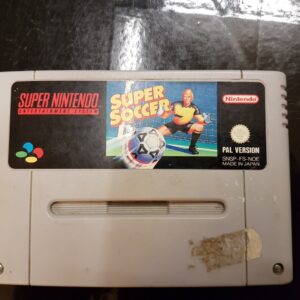 SUPER NINTENDO
ENTERTAINMENT SYSTEM
SUPER
SOCCER
Nintendo
PAL VERSION
SNSP-FS-NOE
MADE IN JAPAN